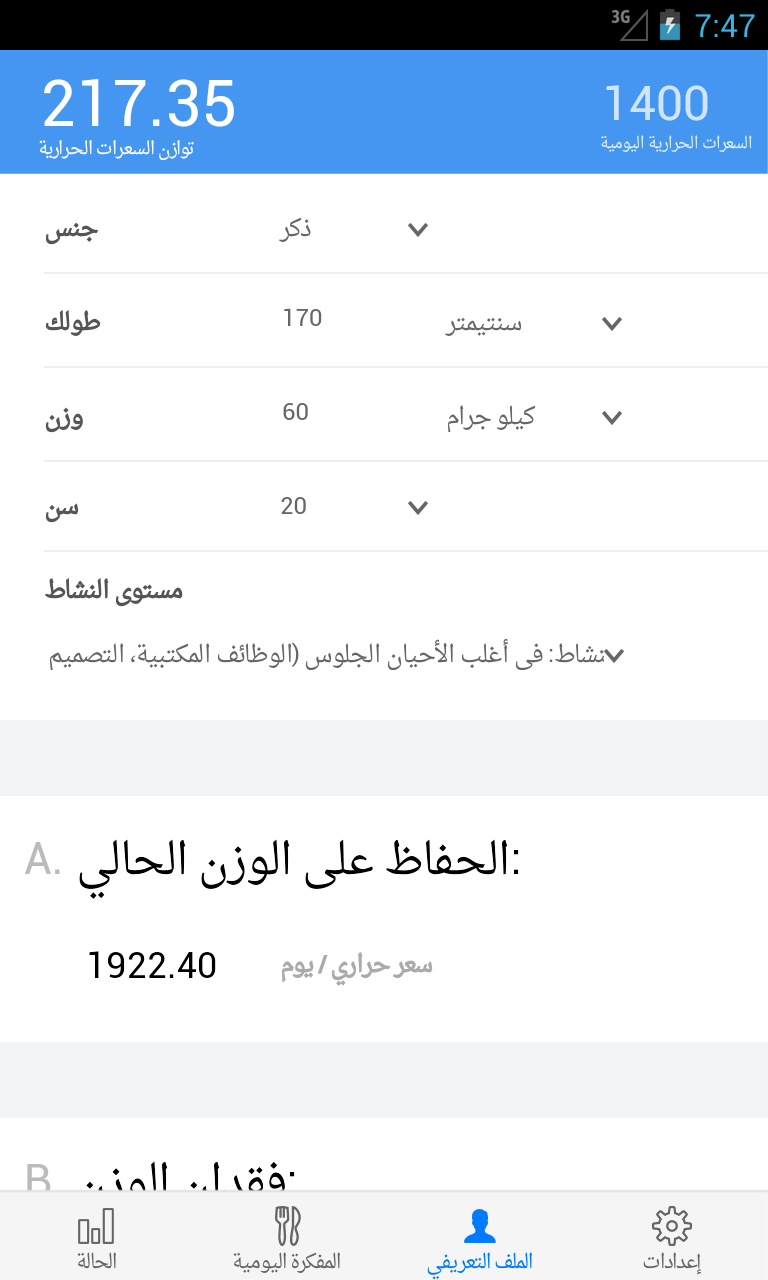 3G 7:47
217.35 1400
توازن السعرات الحرارية السعرات الحرارية اليومية
جنس ذكر
طولك 170 سنتيمتر
وزن 60 كيلو جرام
سن 20
مستوى النشاط
نشاط: فى أغلب الأحيان الجلوس (الوظائف المكتبية، التصميم
A. الحفاظ على الوزن الحالي:
1922.40 سعر حراري / يوم
B. فقدان الوزن:
الحالة المفكرة اليومية الملف التعريفي إعدادات